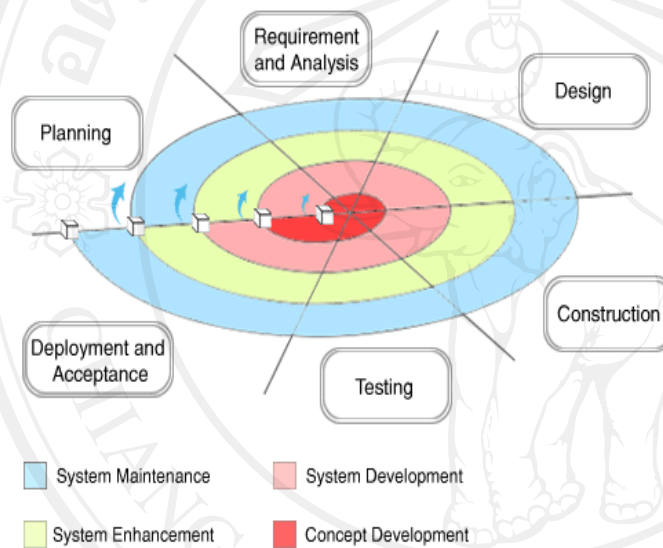 Requirement
and Analysis
Design
Planning
Construction
Deployment and
Acceptance
Testing
System Maintenance
System Development
System Enhancement
Concept Development